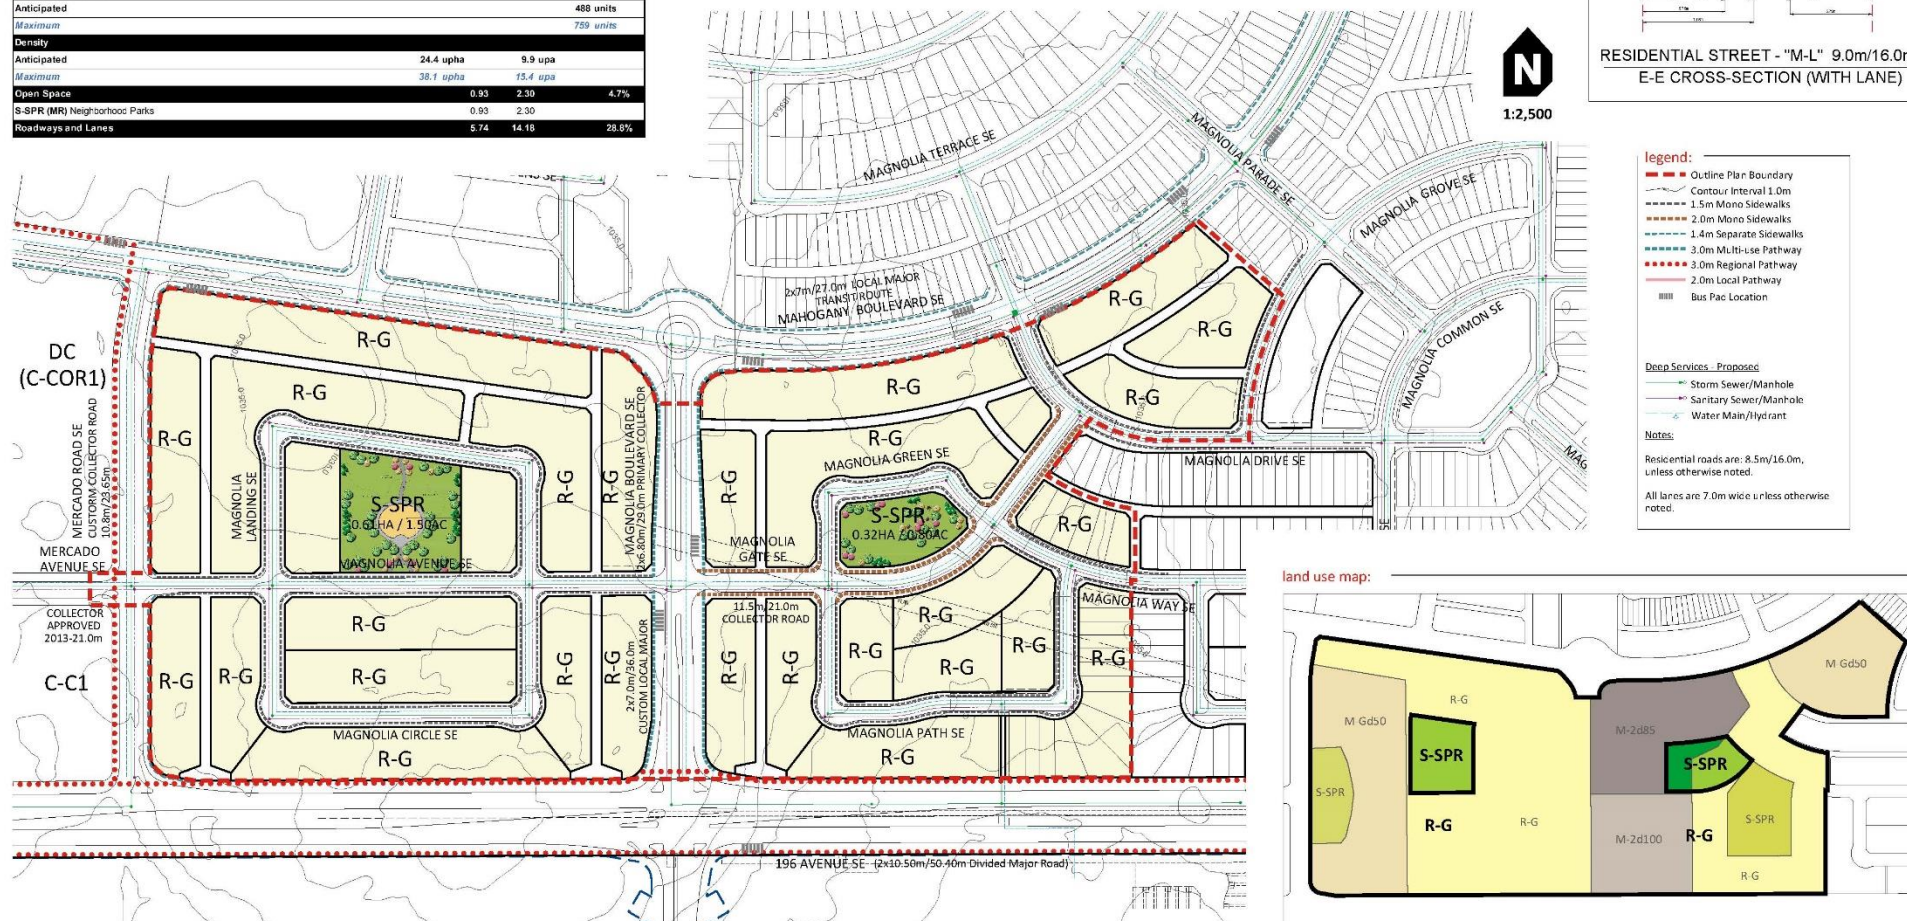 Anticipated 488 units
Maximum 759 units
Density
Anticipated 24.4 upha 9.9 upa
Maximum 38.1 upha 15.4 upa
Open Space 0.93 2.30 4.7%
S-SPR (MR) Neighborhood Parks 0.93 2.30
Roadways and Lanes 5.74 14.18 28.8%
N
1:2,500
RESIDENTIAL STREET - "M-L" 9.0m/16.0m
E-E CROSS-SECTION (WITH LANE)
legend:
Outline Plan Boundary
Contour Interval 1.0m
1.5m Mono Sidewalks
2.0m Mono Sidewalks
1.4m Separate Sidewalks
3.0m Multi-use Pathway
3.0m Regional Pathway
2.0m Local Pathway
Bus Pac Location
Deep Services - Proposed
Storm Sewer/Manhole
Sanitary Sewer/Manhole
Water Main/Hydrant
Notes:
Residential roads are: 8.5m/16.0m,
unless otherwise noted.
All lanes are 7.0m wide unless otherwise
noted.
MAGNOLIA TERRACE SE
MAGNOLIA PARADE SE
MAGNOLIA GROVE SE
MAGNOLIA COMMON SE
2x7m/27.0m LOCAL MAJOR
TRANSIT ROUTE
MAHOGANY BOULEVARD SE
R-G
R-G
R-G
MAGNOLIA DRIVE SE
DC
(C-COR1)
MERCADO ROAD SE
CUSTORM COLLECTOR ROAD
10.8m/23.65m
MERCADO
AVENUE SE
COLLECTOR
APPROVED
2013-21.0m
C-C1
R-G
R-G
R-G
MAGNOLIA
LANDING SE
S-SPR
0.61HA / 1.50AC
MAGNOLIA AVENUE SE
R-G
R-G
MAGNOLIA BOULEVARD SE
2x6.80m/29.0m PRIMARY COLLECTOR
R-G
R-G
MAGNOLIA GREEN SE
R-G
S-SPR
0.32HA / 0.80AC
MAGNOLIA
GATE SE
R-G
11.5m/21.0m
COLLECTOR ROAD
MAGNOLIA WAY SE
R-G
R-G
R-G
R-G
R-G
R-G
2x7.0m/36.0m
CUSTOM LOCAL MAJOR
R-G
R-G
R-G
R-G
R-G
R-G
R-G
1035.0
MAGNOLIA CIRCLE SE
R-G
MAGNOLIA PATH SE
R-G
196 AVENUE SE (2x10.50m/50.40m Divided Major Road)
land use map:
M Gd50
R-G
M Gd50
M-2d85
S-SPR
S-SPR
S-SPR
R-G
R-G
M-2d100
R-G
S-SPR
R-G